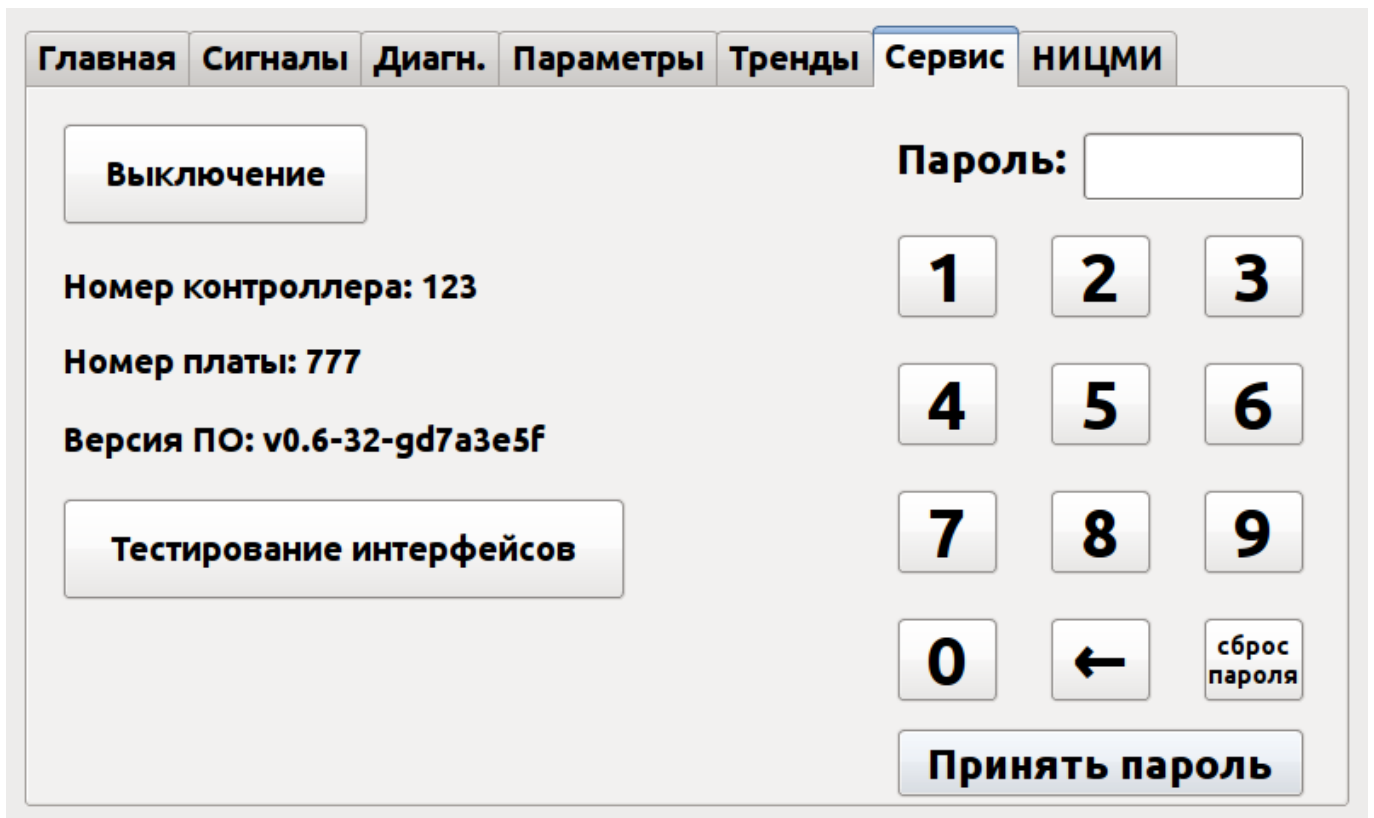 Главная Сигналы Диагн. Параметры Тренды Сервис НИЦМИ
Выключение
Номер контроллера: 123
Номер платы: 777
Версия ПО: v0.6-32-gd7a3e5f
Тестирование интерфейсов
Пароль:
1 2 3
4 5 6
7 8 9
0 ←
сброс
пароля
Принять пароль